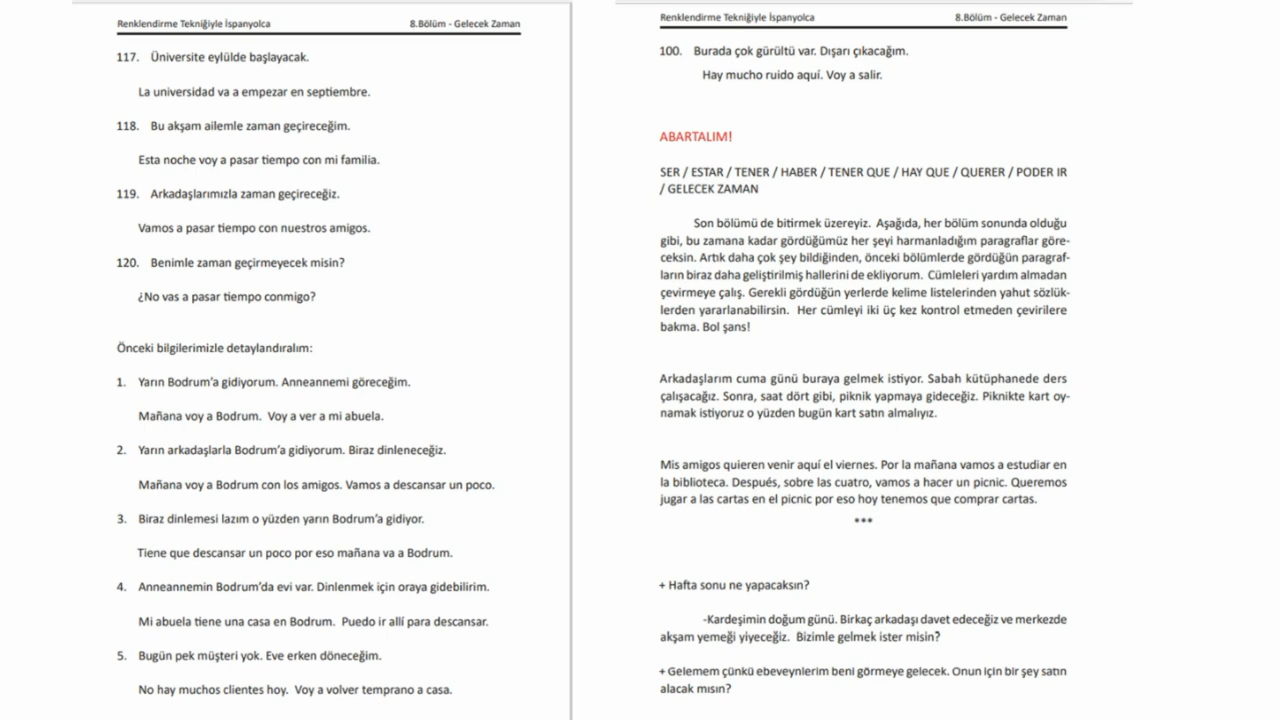 Renklendirme Tekniğiyle İspanyolca 8.Bölüm - Gelecek Zaman
117. Üniversite eylülde başlayacak.
La universidad va a empezar en septiembre.
118. Bu akşam ailemle zaman geçireceğim.
Esta noche voy a pasar tiempo con mi familia.
119. Arkadaşlarımızla zaman geçireceğiz.
Vamos a pasar tiempo con nuestros amigos.
120. Benimle zaman geçirmeyecek misin?
¿No vas a pasar tiempo conmigo?
Önceki bilgilerimizle detaylandıralım:
1. Yarın Bodrum'a gidiyorum. Anneannemi göreceğim.
Mañana voy a Bodrum. Voy a ver a mi abuela.
2. Yarın arkadaşlarla Bodrum'a gidiyorum. Biraz dinleneceğiz.
Mañana voy a Bodrum con los amigos. Vamos a descansar un poco.
3. Biraz dinlemesi lazım o yüzden yarın Bodrum'a gidiyor.
Tiene que descansar un poco por eso mañana va a Bodrum.
4. Anneannemin Bodrum'da evi var. Dinlenmek için oraya gidebilirim.
Mi abuela tiene una casa en Bodrum. Puedo ir allí para descansar.
5. Bugün pek müşteri yok. Eve erken döneceğim.
No hay muchos clientes hoy. Voy a volver temprano a casa.
Renklendirme Tekniğiyle İspanyolca 8.Bölüm - Gelecek Zaman
100. Burada çok gürültü var. Dışarı çıkacağım.
Hay mucho ruido aquí. Voy a salir.
ABARTALIM!
SER / ESTAR / TENER / HABER / TENER QUE / HAY QUE / QUERER / PODER IR
/ GELECEK ZAMAN
Son bölümü de bitirmek üzereyiz. Aşağıda, her bölüm sonunda olduğu
gibi, bu zamana kadar gördüğümüz her şeyi harmanladığım paragraflar göre-
ceksin. Artık daha çok şey bildiğinden, önceki bölümlerde gördüğün paragraf-
ların biraz daha geliştirilmiş hallerini de ekliyorum. Cümleleri yardım almadan
çevirmeye çalış. Gerekli gördüğün yerlerde kelime listelerinden yahut sözlük-
lerden yararlanabilirsin. Her cümleyi iki üç kez kontrol etmeden çevirilere
bakma. Bol şans!
Arkadaşlarım cuma günü buraya gelmek istiyor. Sabah kütüphanede ders
çalışacağız. Sonra, saat dört gibi, piknik yapmaya gideceğiz. Piknikte kart oy-
namak istiyoruz o yüzden bugün kart satın almalıyız.
Mis amigos quieren venir aquí el viernes. Por la mañana vamos a estudiar en
la biblioteca. Después, sobre las cuatro, vamos a hacer un picnic. Queremos
jugar a las cartas en el picnic por eso hoy tenemos que comprar cartas.
***
+ Hafta sonu ne yapacaksın?
-Kardeşimin doğum günü. Birkaç arkadaşı davet edeceğiz ve merkezde
akşam yemeği yiyeceğiz. Bizimle gelmek ister misin?
+ Gelemem çünkü ebeveynlerim beni görmeye gelecek. Onun için bir şey satın
alacak mısın?